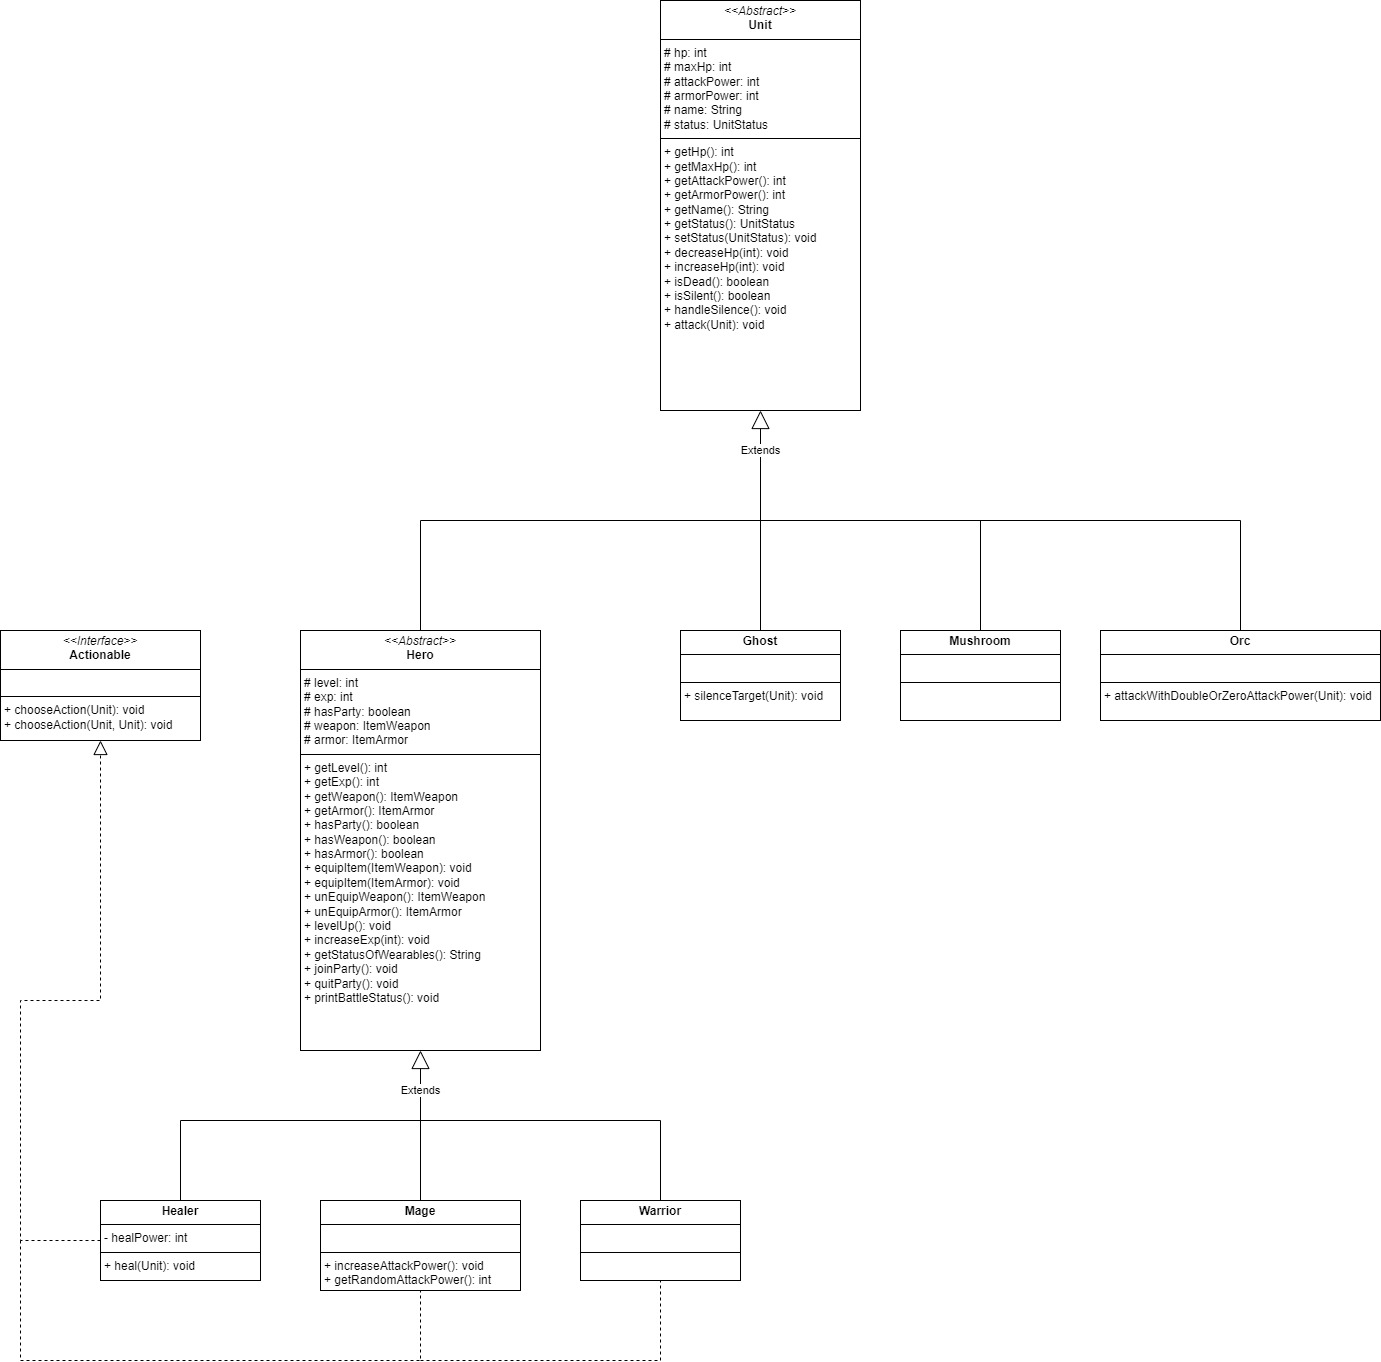 <<Abstract>>
Unit
# hp: int
# maxHp: int
# attackPower: int
# armorPower: int
# name: String
# status: UnitStatus
+ getHp(): int
+ getMaxHp(): int
+ getAttackPower(): int
+ getArmorPower(): int
+ getName(): String
+ getStatus(): UnitStatus
+ setStatus(UnitStatus): void
+ decreaseHp(int): void
+ increaseHp(int): void
+ isDead(): boolean
+ isSilent(): boolean
+ handleSilence(): void
+ attack(Unit): void
Extends
<<Interface>>
Actionable
+ chooseAction(Unit): void
+ chooseAction(Unit, Unit): void
<<Abstract>>
Hero
# level: int
# exp: int
# hasParty: boolean
# weapon: ItemWeapon
# armor: ItemArmor
+ getLevel(): int
+ getExp(): int
+ getWeapon(): ItemWeapon
+ getArmor(): ItemArmor
+ hasParty(): boolean
+ hasWeapon(): boolean
+ hasArmor(): boolean
+ equipItem(ItemWeapon): void
+ equipItem(ItemArmor): void
+ unEquipWeapon(): ItemWeapon
+ unEquipArmor(): ItemArmor
+ levelUp(): void
+ increaseExp(int): void
+ getStatusOfWearables(): String
+ joinParty(): void
+ quitParty(): void
+ printBattleStatus(): void
Ghost
+ silenceTarget(Unit): void
Mushroom
Orc
+ attackWithDoubleOrZeroAttackPower(Unit): void
Extends
Healer
- healPower: int
+ heal(Unit): void
Mage
+ increaseAttackPower(): void
+ getRandomAttackPower(): int
Warrior